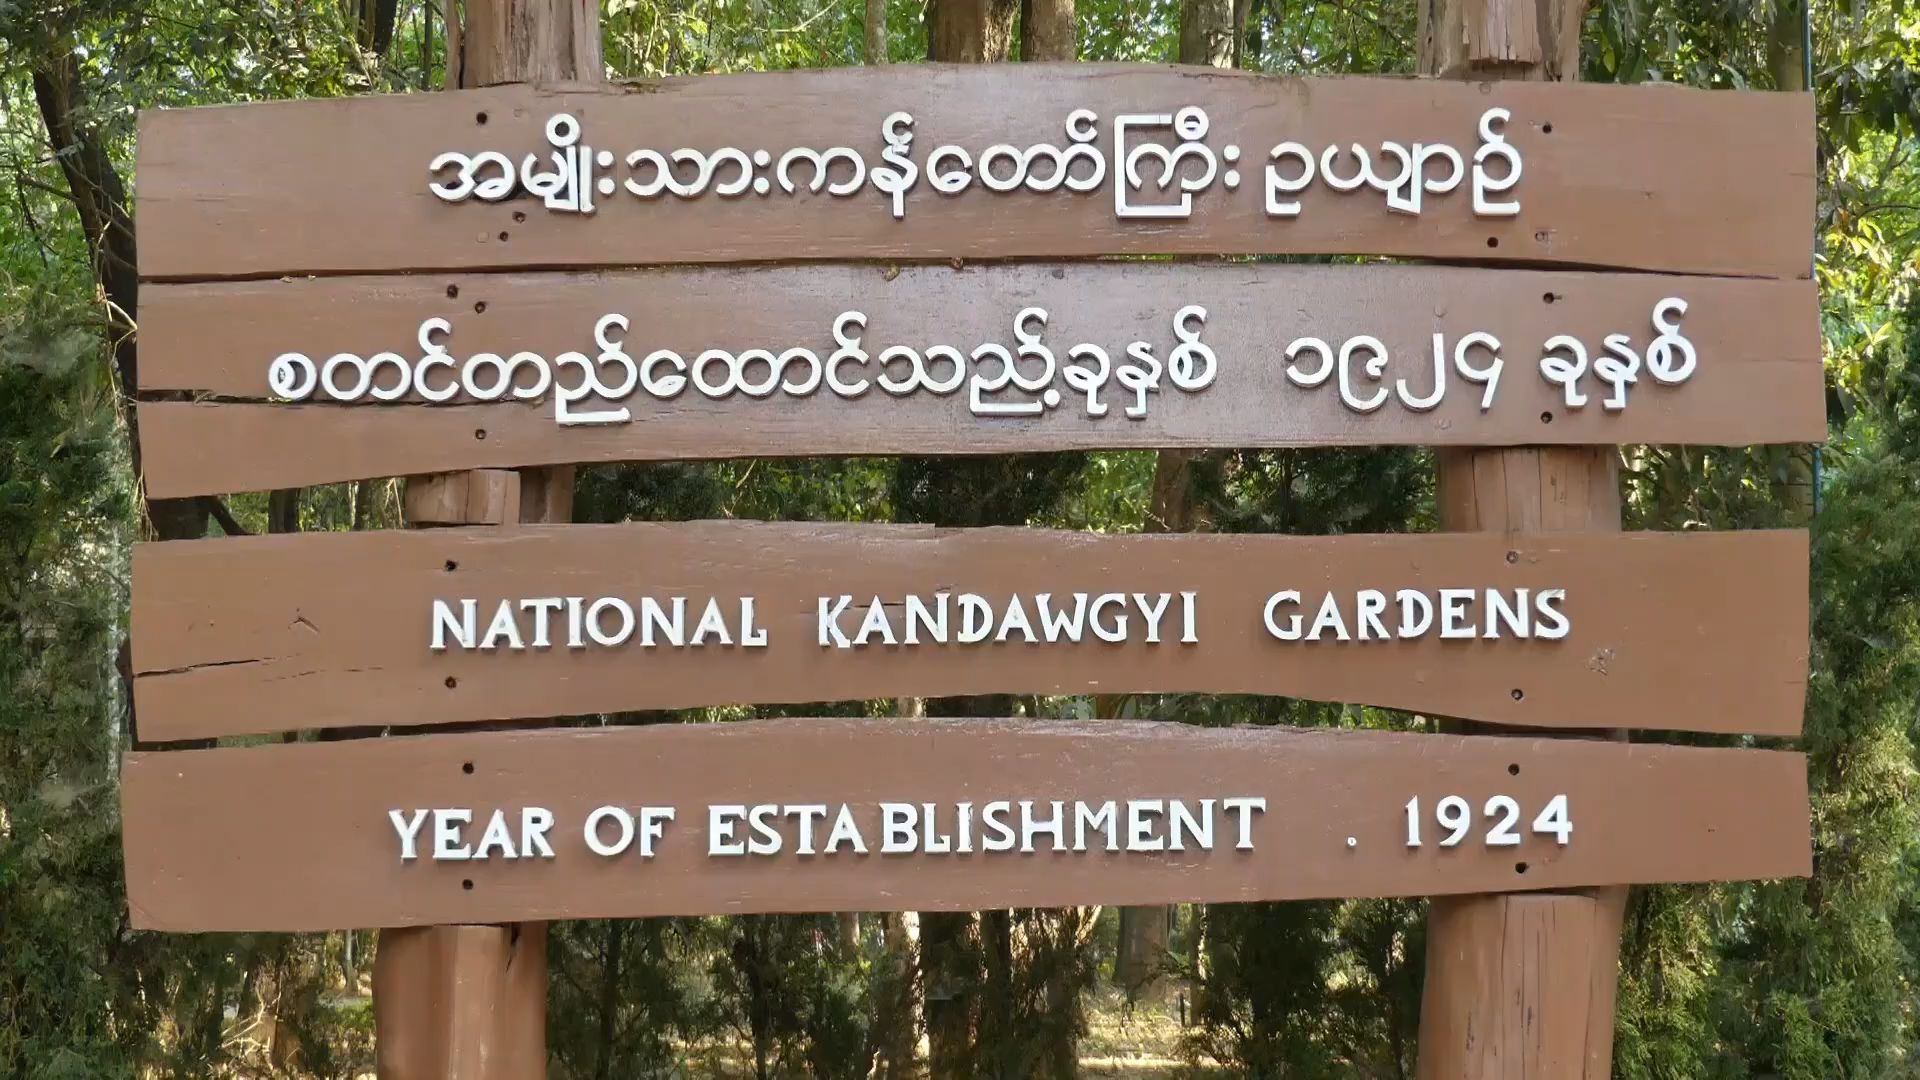 အမျိုးသားကန်တော်ကြီး ဥယျာဉ်
စတင်တည်ထောင်သည့်ခုနှစ် ၁၉၂၄ ခုနှစ်
NATIONAL KANDAWGYI GARDENS
YEAR OF ESTABLISHMENT . 1924